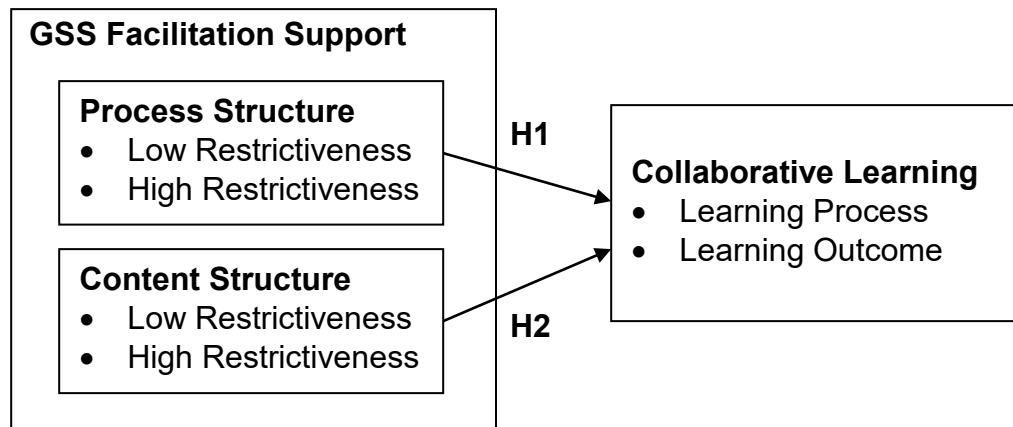 GSS Facilitation Support
Process Structure
• Low Restrictiveness
• High Restrictiveness
Content Structure
• Low Restrictiveness
• High Restrictiveness
H1
H2
Collaborative Learning
• Learning Process
• Learning Outcome